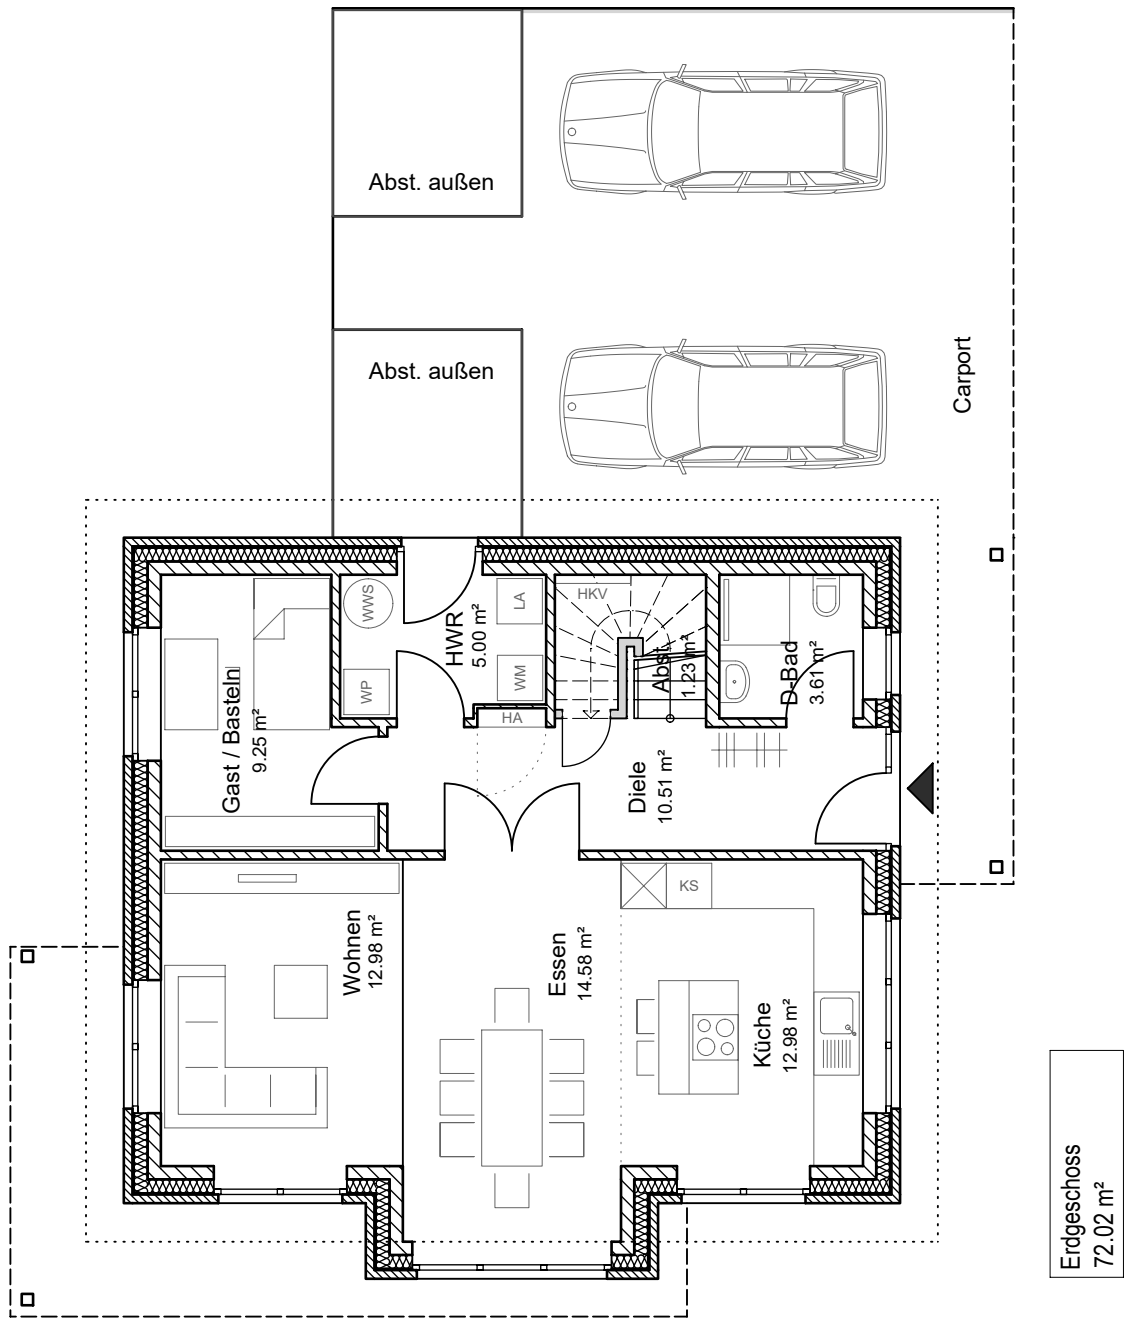 Abst. außen
Abst. außen
Carport
WWS
WP
HWR
5.00 m²
LA
WM
HA
HKV
Abst.
1.23 m²
D-Bad
3.61 m²
Gast / Basteln
9.25 m²
Diele
10.51 m²
Wohnen
12.98 m²
Essen
14.58 m²
KS
Küche
12.98 m²
Erdgeschoss
72.02 m²